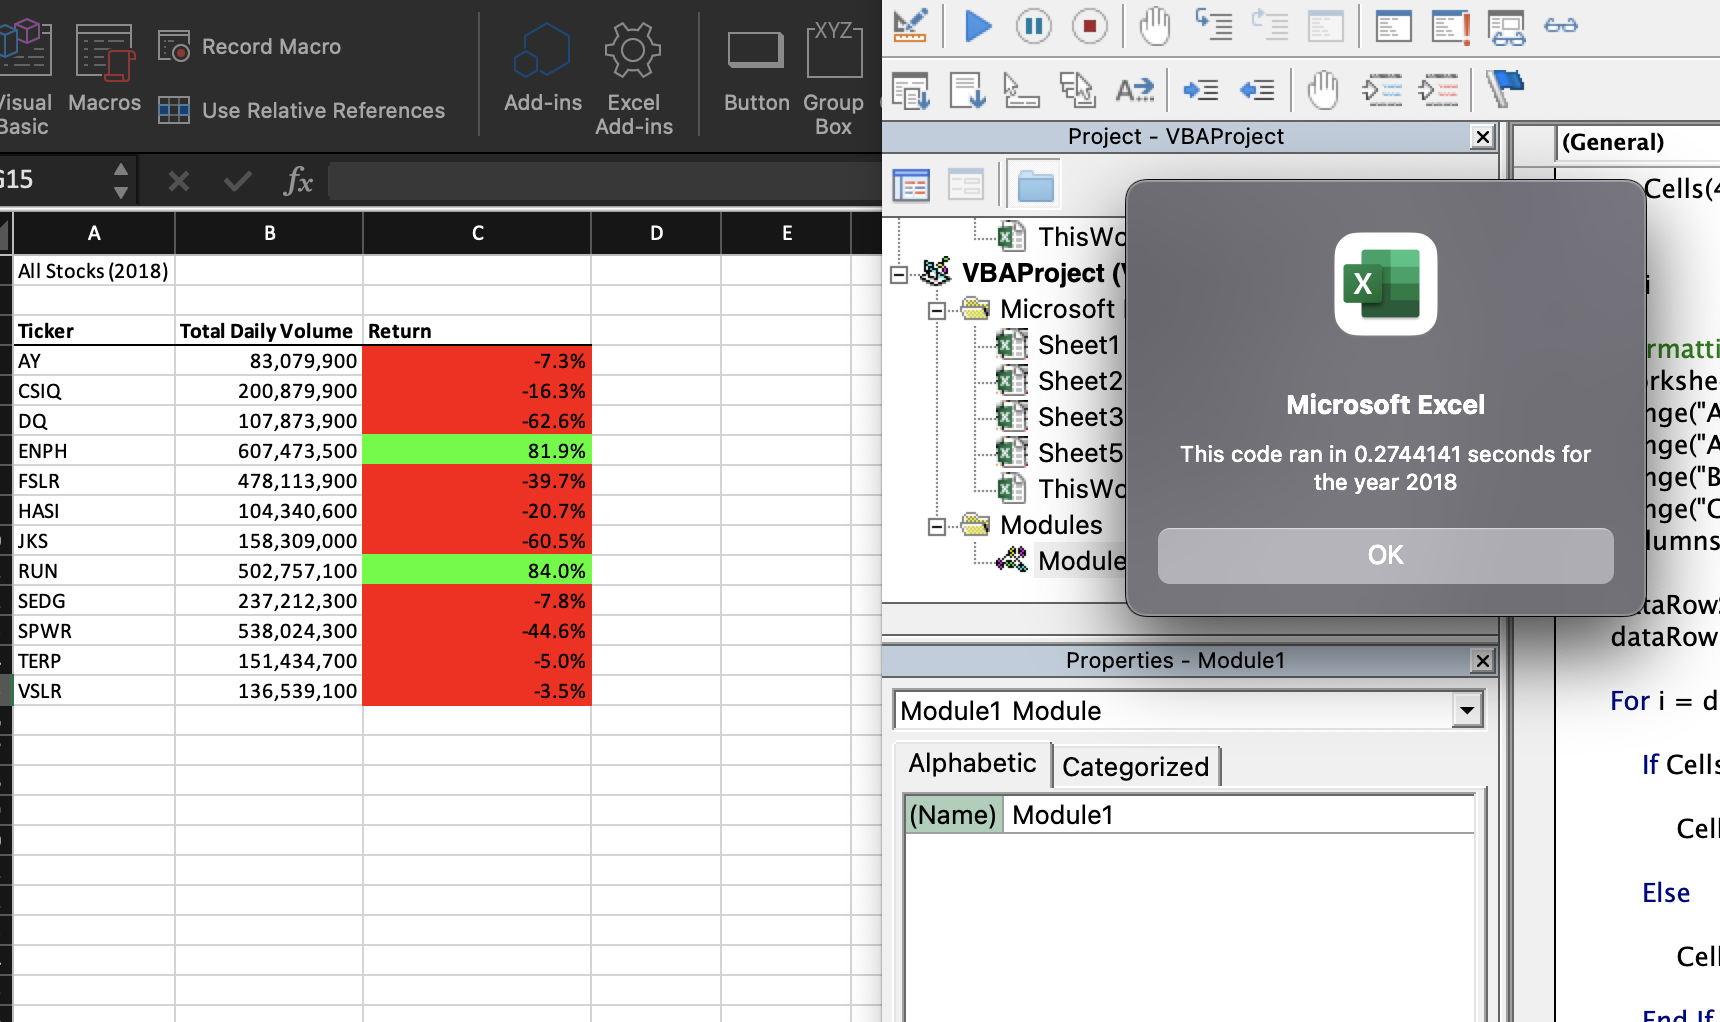 Visual
Basic
Macros
Record Macro
Use Relative References
Add-ins
Excel
Add-ins
Button
Group
Box
XYZ
G15
fx
A B C D E
All Stocks (2018)
Ticker Total Daily Volume Return
AY 83,079,900 -7.3%
CSIQ 200,879,900 -16.3%
DQ 107,873,900 -62.6%
ENPH 607,473,500 81.9%
FSLR 478,113,900 -39.7%
HASI 104,340,600 -20.7%
JKS 158,309,000 -60.5%
RUN 502,757,100 84.0%
SEDG 237,212,300 -7.8%
SPWR 538,024,300 -44.6%
TERP 151,434,700 -5.0%
VSLR 136,539,100 -3.5%
Project - VBAProject
ThisWo
VBAProject (
Microsoft
Sheet1
Sheet2
Sheet3
Sheet5
ThisWo
Modules
Module
Microsoft Excel
This code ran in 0.2744141 seconds for
the year 2018
OK
Properties - Module1
Module1 Module
Alphabetic Categorized
(Name) Module1
(General)
Cells(4
i
rmatti
rkshe
nge("A
nge("A
nge("B
nge("C
lumns
taRowS
dataRow
For i = d
If Cells
Cell
Else
Cell
End If